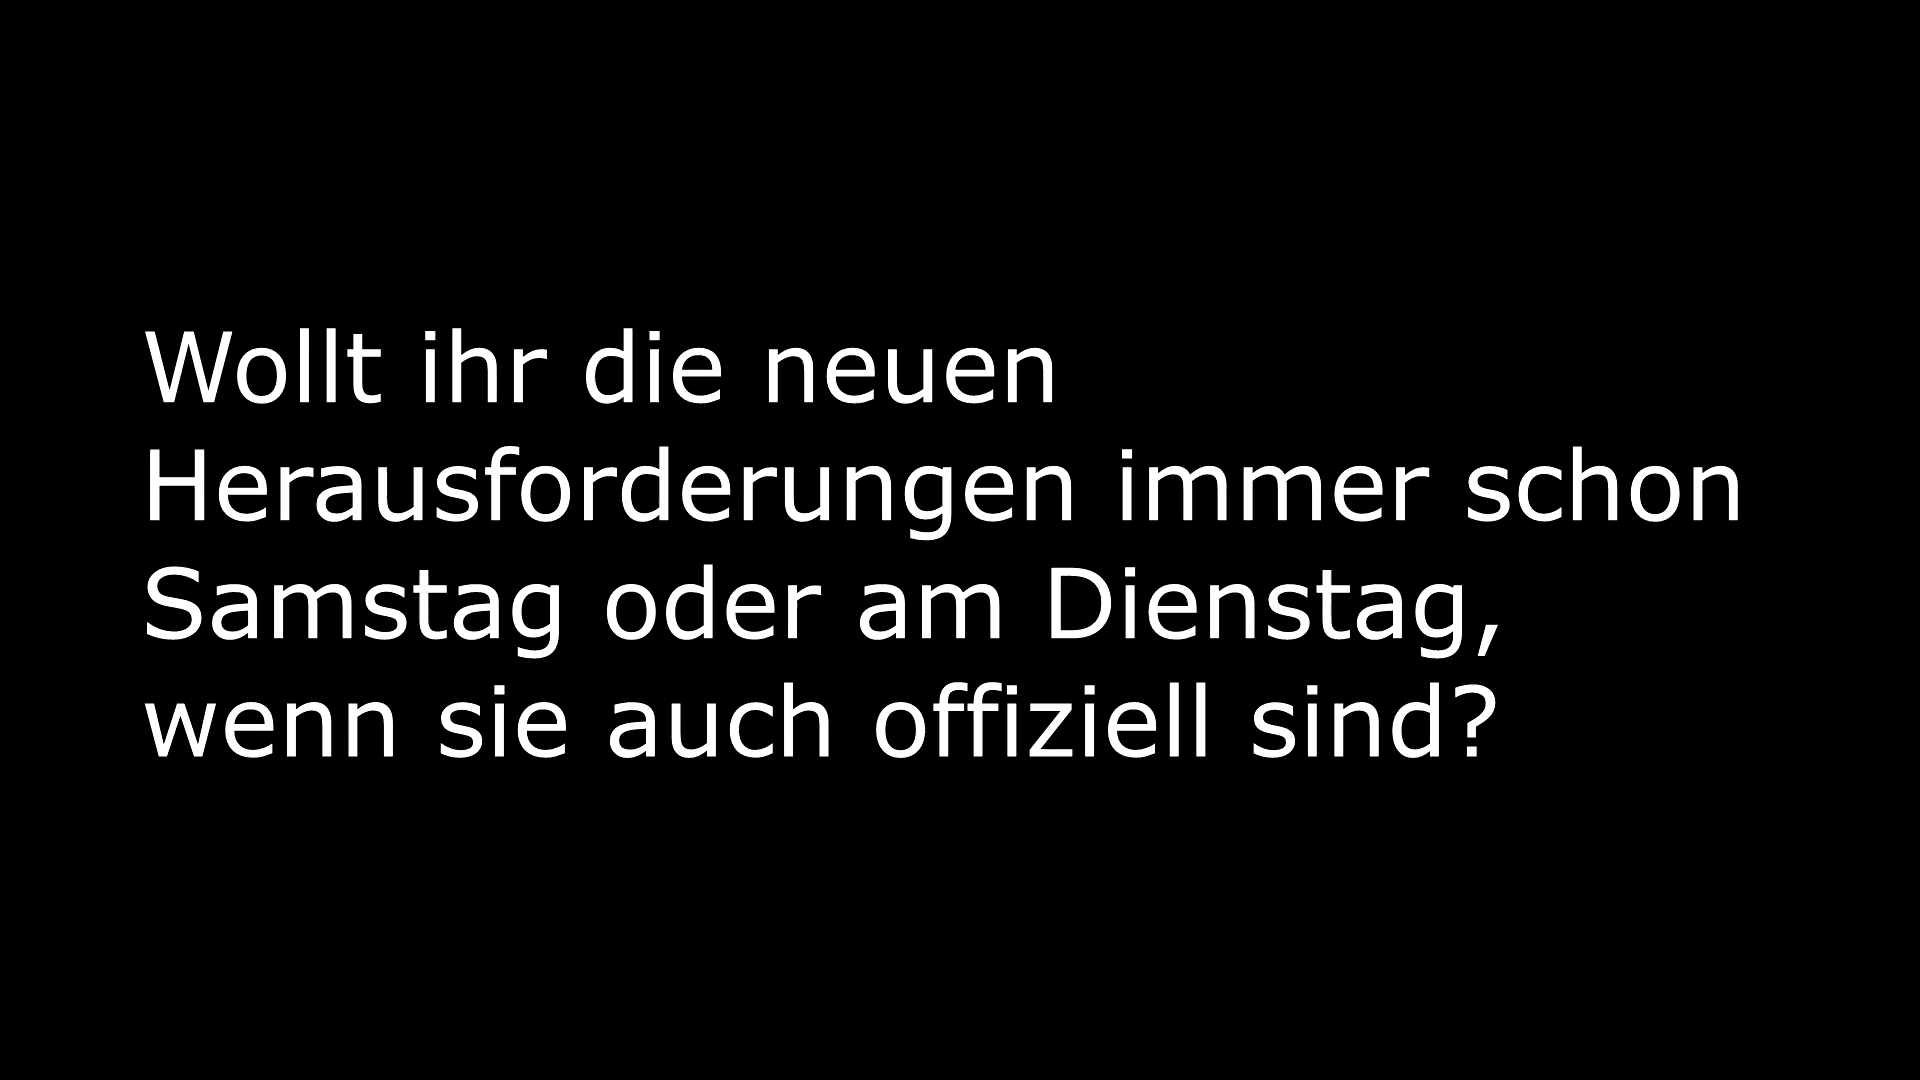 Wollt ihr die neuen
Herausforderungen immer schon
Samstag oder am Dienstag,
wenn sie auch offiziell sind?